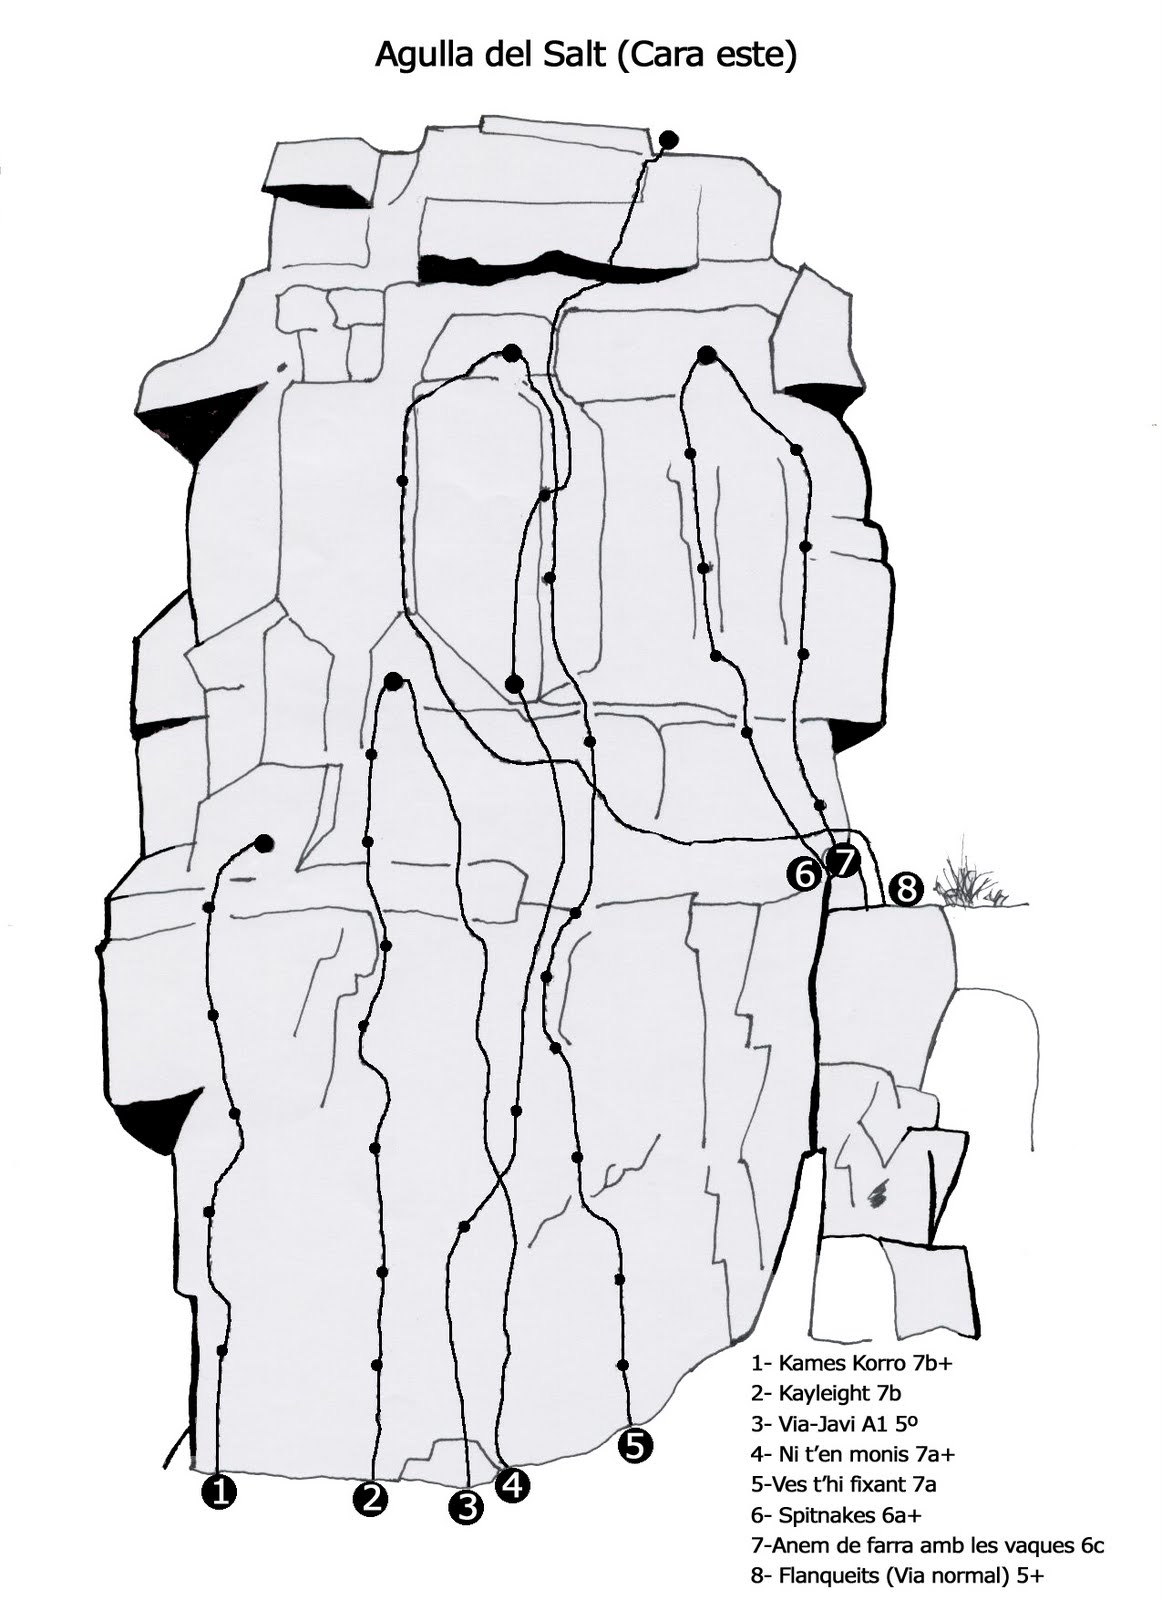 Agulla del Salt (Cara este)
6
7
8
1
2
3
4
5
1- Kames Korro 7b+
2- Kayleight 7b
3- Via-Javi A1 5º
4- Ni t'en monis 7a+
5-Ves t'hi fixant 7a
6- Spitnakes 6a+
7-Anem de farra amb les vaques 6c
8- Flanqueits (Via normal) 5+